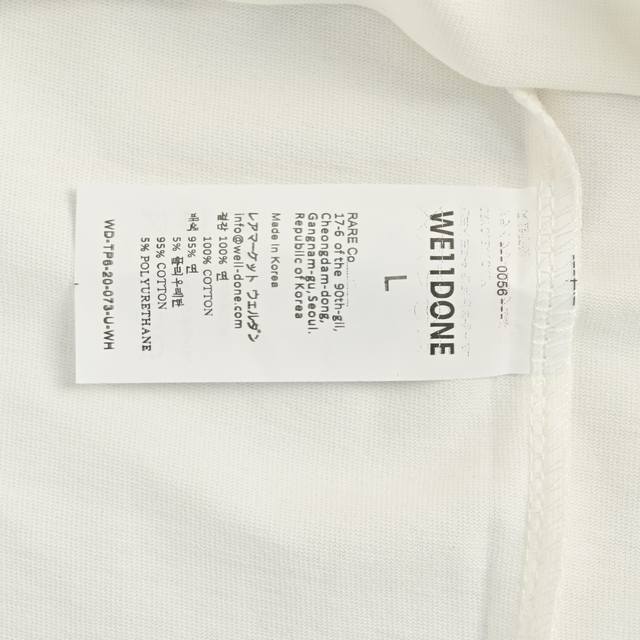 0056
WE11DONE
L
RARE Co.
17-6 of the 90th-gil,
Cheongdam-dong,
Gangnam-gu, Seoul.
Republic of Korea
Made in Korea
レアマーケット ウェルダン
info@well-done.com
겉감 100% 면
100% COTTON
배색 95% 면
5% 폴리우레탄
95% COTTON
5% POLYURETHANE
WD-TP6-20-073-U-WH